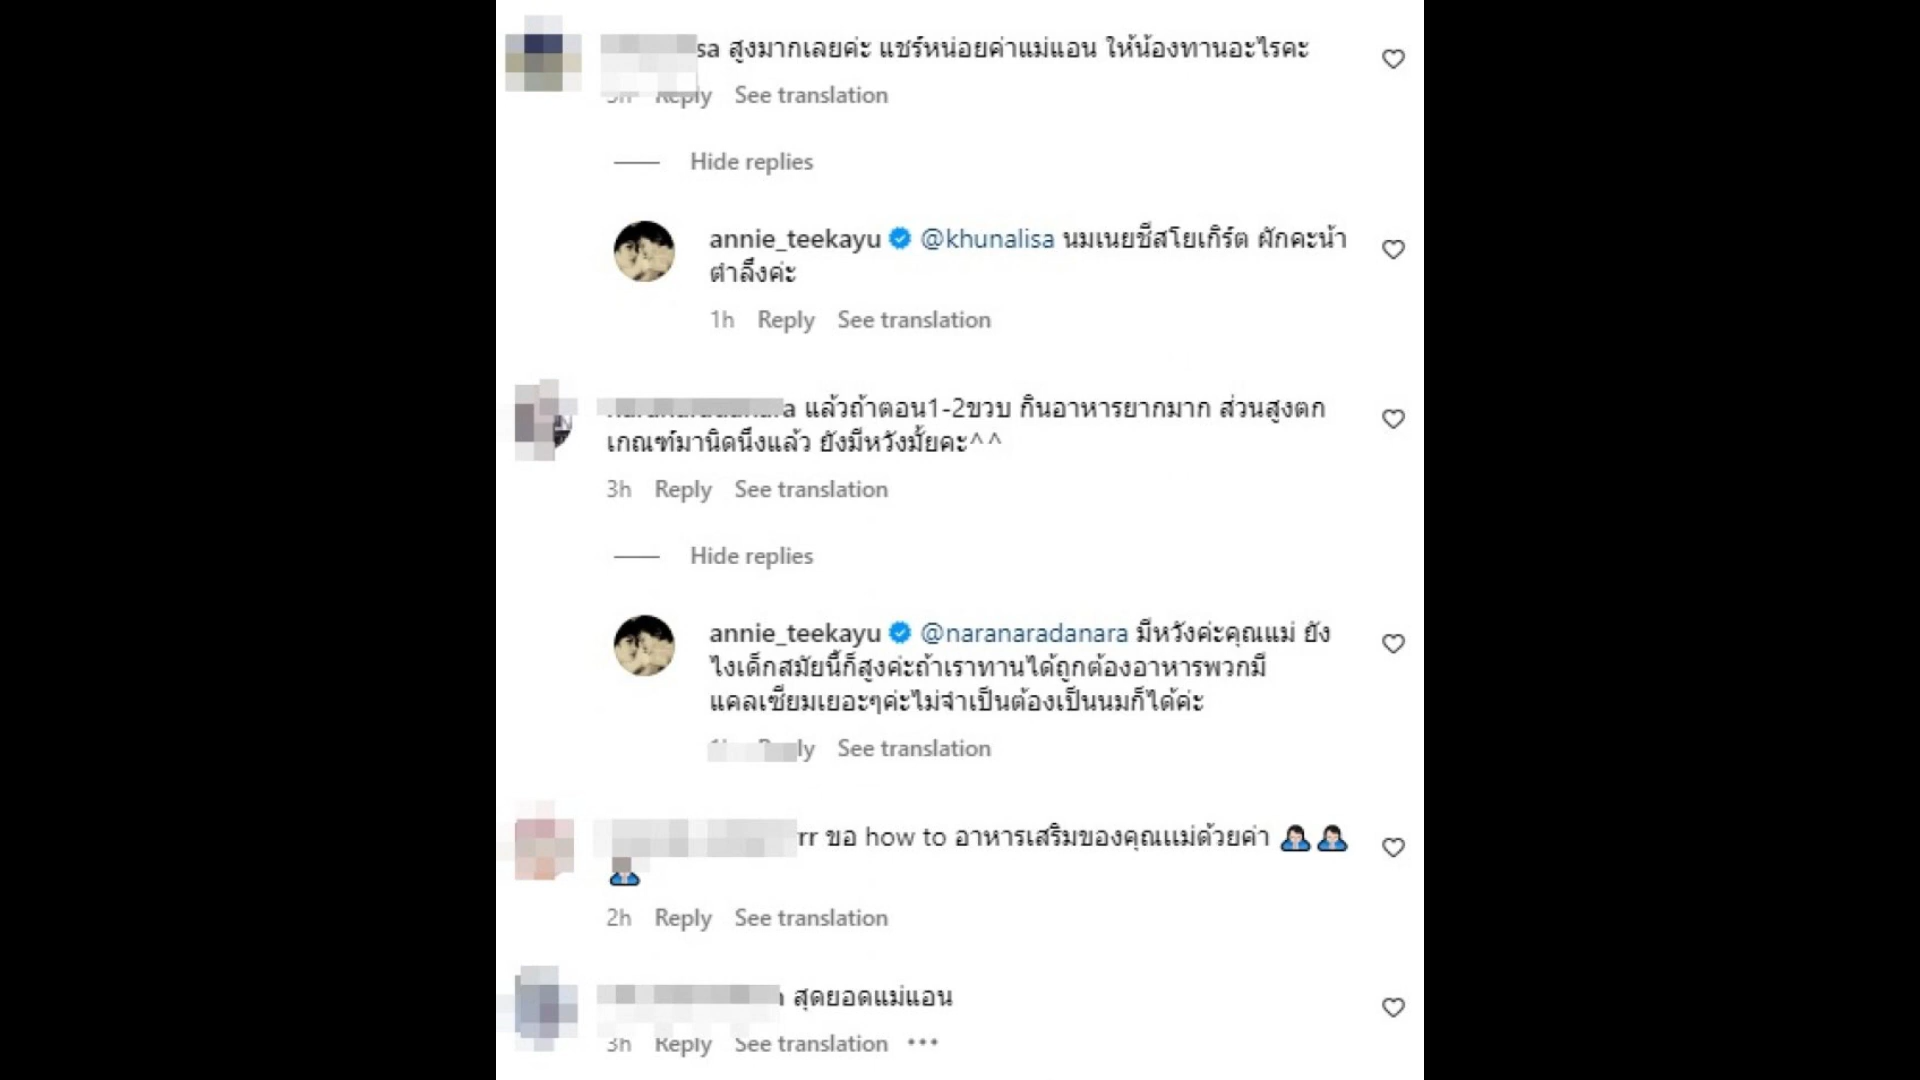 sa สูงมากเลยค่ะ แชร์หน่อยค่าแม่แอน ให้น้องทานอะไรคะ
Reply See translation
Hide replies
annie_teekayu @khunalisa นมเนยชีสโยเกิร์ต ผักคะน้า
ตำลึงค่ะ
1h Reply See translation
แล้วถ้าตอน1-2ขวบ กินอาหารยากมาก ส่วนสูงตก
เกณฑ์มานิดนึงแล้ว ยังมีหวังมั้ยคะ^^
3h Reply See translation
Hide replies
annie_teekayu @naranaradanara มีหวังค่ะคุณแม่ ยัง
ไงเด็กสมัยนี้ก็สูงค่ะถ้าเราทานได้ถูกต้องอาหารพวกมี
แคลเซียมเยอะๆค่ะไม่จำเป็นต้องเป็นนมก็ได้ค่ะ
See translation
rr ขอ how to อาหารเสริมของคุณแม่ด้วยค่า 🙇‍♂️🙇‍♂️
🙇‍♂️
2h Reply See translation
สุดยอดแม่แอน
3h Reply See translation •••